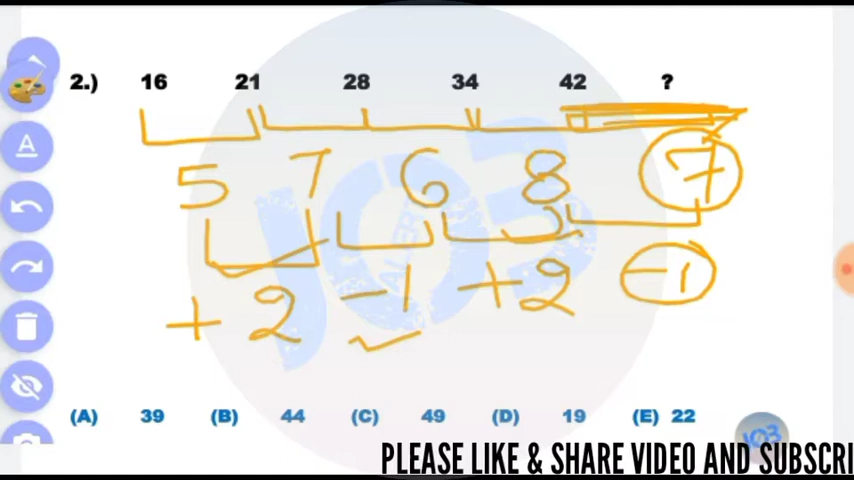 2.) 16 21 28 34 42 ?
5 7 6 8 7
+2 -1 +2 -1
(A) 39 (B) 44 (C) 49 (D) 19 (E) 22
JO3
PLEASE LIKE & SHARE VIDEO AND SUBSCRI